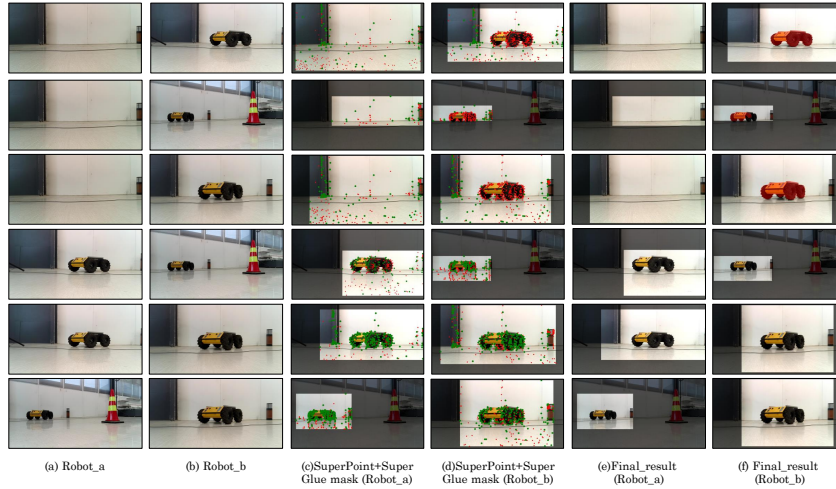 (a) Robot_a
(b) Robot_b
(c)SuperPoint+Super
Glue mask (Robot_a)
(d)SuperPoint+Super
Glue mask (Robot_b)
(e)Final_result
(Robot_a)
(f) Final_result
(Robot_b)